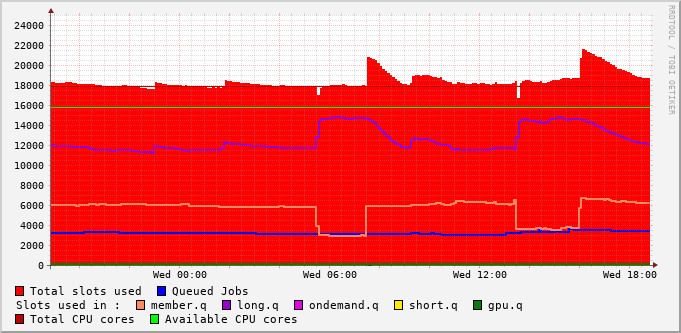 24000
22000
20000
18000
16000
14000
12000
10000
8000
6000
4000
2000
0
Wed 00:00 Wed 06:00 Wed 12:00 Wed 18:00
RRDTOOL / TOBI OETIKER
Total slots used Queued Jobs
Slots used in : member.q long.q ondemand.q short.q gpu.q
Total CPU cores Available CPU cores